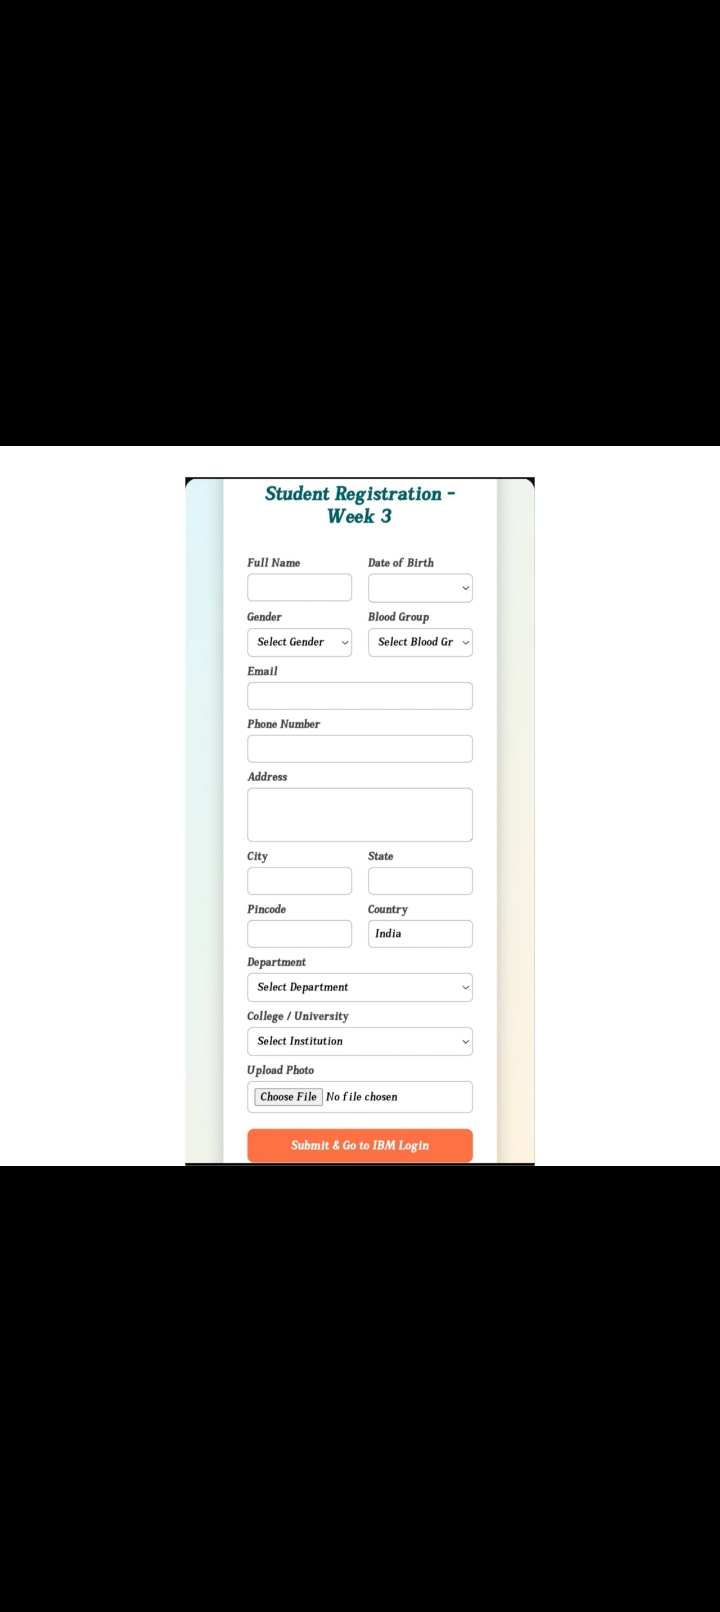 Student Registration -
Week 3
Full Name Date of Birth
Gender Blood Group
Select Gender Select Blood Gr
Email
Phone Number
Address
City State
Pincode Country
India
Department
Select Department
College / University
Select Institution
Upload Photo
Choose File No file chosen
Submit & Go to IBM Login